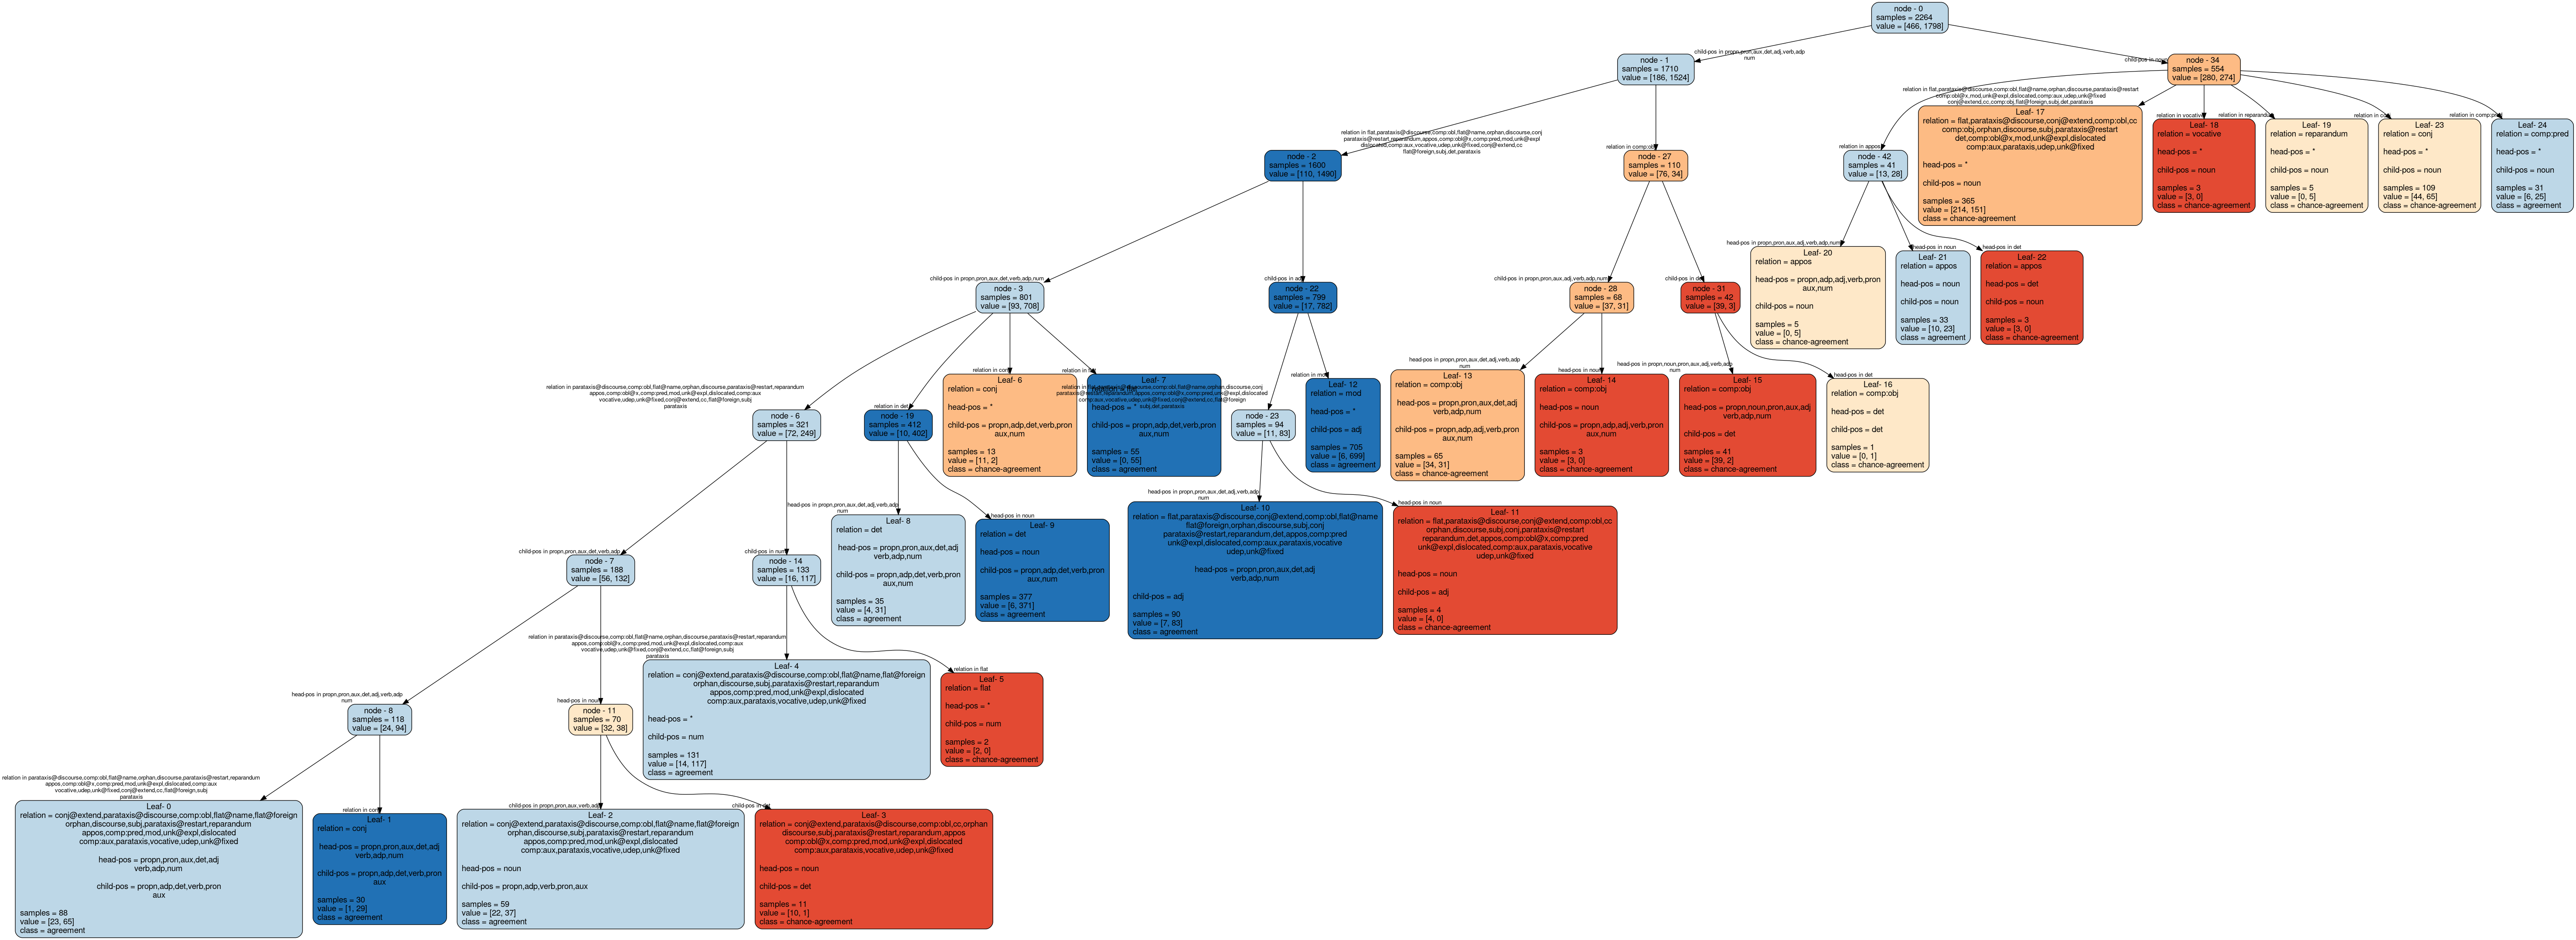 node - 0
samples = 2264
value = [466, 1798]
child-pos in propn,pron,aux,det,adj,verb,adp
num
node - 1
samples = 1710
value = [186, 1524]
child-pos in noun
node - 34
samples = 554
value = [280, 274]
relation in flat,parataxis@discourse,comp:obl,flat@name,orphan,discourse,conj
parataxis@restart,reparandum,appos,comp:obl@x,comp:pred,mod,unk@expl
dislocated,comp:aux,vocative,udep,unk@fixed,conj@extend,cc
flat@foreign,subj,det,parataxis
node - 2
samples = 1600
value = [110, 1490]
relation in comp:obj
node - 27
samples = 110
value = [76, 34]
relation in appos
node - 42
samples = 41
value = [13, 28]
relation in flat,parataxis@discourse,comp:obl,flat@name,orphan,discourse,parataxis@restart
comp:obl@x,mod,unk@expl,dislocated,comp:aux,udep,unk@fixed
conj@extend,cc,comp:obj,flat@foreign,subj,det,parataxis
Leaf- 17
relation = flat,parataxis@discourse,conj@extend,comp:obl,cc
comp:obj,orphan,discourse,subj,parataxis@restart
det,comp:obl@x,mod,unk@expl,dislocated
comp:aux,parataxis,udep,unk@fixed
head-pos = *
child-pos = noun
samples = 365
value = [214, 151]
class = chance-agreement
relation in vocative
Leaf- 18
relation = vocative
head-pos = *
child-pos = noun
samples = 3
value = [3, 0]
class = chance-agreement
relation in reparandum
Leaf- 19
relation = reparandum
head-pos = *
child-pos = noun
samples = 5
value = [0, 5]
class = chance-agreement
relation in conj
Leaf- 23
relation = conj
head-pos = *
child-pos = noun
samples = 109
value = [44, 65]
class = chance-agreement
relation in comp:pred
Leaf- 24
relation = comp:pred
head-pos = *
child-pos = noun
samples = 31
value = [6, 25]
class = agreement
child-pos in propn,pron,aux,det,verb,adp,num
node - 3
samples = 801
value = [93, 708]
child-pos in adj
node - 22
samples = 799
value = [17, 782]
child-pos in propn,pron,aux,adj,verb,adp,num
node - 28
samples = 68
value = [37, 31]
child-pos in det
node - 31
samples = 42
value = [39, 3]
head-pos in propn,pron,aux,adj,verb,adp,num
Leaf- 20
relation = appos
head-pos = propn,adp,adj,verb,pron
aux,num
child-pos = noun
samples = 5
value = [0, 5]
class = chance-agreement
head-pos in noun
Leaf- 21
relation = appos
head-pos = noun
child-pos = noun
samples = 33
value = [10, 23]
class = agreement
head-pos in det
Leaf- 22
relation = appos
head-pos = det
child-pos = noun
samples = 3
value = [3, 0]
class = chance-agreement
relation in parataxis@discourse,comp:obl,flat@name,orphan,discourse,parataxis@restart,reparandum
appos,comp:obl@x,comp:pred,mod,unk@expl,dislocated,comp:aux
vocative,udep,unk@fixed,conj@extend,cc,flat@foreign,subj
parataxis
node - 6
samples = 321
value = [72, 249]
relation in det
node - 19
samples = 412
value = [10, 402]
relation in conj
Leaf- 6
relation = conj
head-pos = *
child-pos = propn,adp,det,verb,pron
aux,num
samples = 13
value = [11, 2]
class = chance-agreement
relation in flat
Leaf- 7
relation = flat
head-pos = *
child-pos = propn,adp,det,verb,pron
aux,num
samples = 55
value = [0, 55]
class = agreement
relation in flat,parataxis@discourse,comp:obl,flat@name,orphan,discourse,conj
parataxis@restart,reparandum,appos,comp:obl@x,comp:pred,unk@expl,dislocated
comp:aux,vocative,udep,unk@fixed,conj@extend,cc,flat@foreign
subj,det,parataxis
node - 23
samples = 94
value = [11, 83]
relation in mod
Leaf- 12
relation = mod
head-pos = *
child-pos = adj
samples = 705
value = [6, 699]
class = agreement
head-pos in propn,pron,aux,det,adj,verb,adp
num
Leaf- 13
relation = comp:obj
head-pos = propn,pron,aux,det,adj
verb,adp,num
child-pos = propn,adp,adj,verb,pron
aux,num
samples = 65
value = [34, 31]
class = chance-agreement
head-pos in noun
Leaf- 14
relation = comp:obj
head-pos = noun
child-pos = propn,adp,adj,verb,pron
aux,num
samples = 3
value = [3, 0]
class = chance-agreement
head-pos in propn,noun,pron,aux,adj,verb,adp
num
Leaf- 15
relation = comp:obj
head-pos = propn,noun,pron,aux,adj
verb,adp,num
child-pos = det
samples = 41
value = [39, 2]
class = chance-agreement
head-pos in det
Leaf- 16
relation = comp:obj
head-pos = det
child-pos = det
samples = 1
value = [0, 1]
class = chance-agreement
child-pos in propn,pron,aux,det,verb,adp
node - 7
samples = 188
value = [56, 132]
child-pos in num
node - 14
samples = 133
value = [16, 117]
head-pos in propn,pron,aux,det,adj,verb,adp
num
Leaf- 8
relation = det
head-pos = propn,pron,aux,det,adj
verb,adp,num
child-pos = propn,adp,det,verb,pron
aux,num
samples = 35
value = [4, 31]
class = agreement
head-pos in noun
Leaf- 9
relation = det
head-pos = noun
child-pos = propn,adp,det,verb,pron
aux,num
samples = 377
value = [6, 371]
class = agreement
head-pos in propn,pron,aux,det,adj,verb,adp
num
Leaf- 10
relation = flat,parataxis@discourse,conj@extend,comp:obl,flat@name
flat@foreign,orphan,discourse,subj,conj
parataxis@restart,reparandum,det,appos,comp:pred
unk@expl,dislocated,comp:aux,parataxis,vocative
udep,unk@fixed
head-pos = propn,pron,aux,det,adj
verb,adp,num
child-pos = adj
samples = 90
value = [7, 83]
class = agreement
head-pos in noun
Leaf- 11
relation = flat,parataxis@discourse,conj@extend,comp:obl,cc
orphan,discourse,subj,conj,parataxis@restart
reparandum,det,appos,comp:obl@x,comp:pred
unk@expl,dislocated,comp:aux,parataxis,vocative
udep,unk@fixed
head-pos = noun
child-pos = adj
samples = 4
value = [4, 0]
class = chance-agreement
head-pos in propn,pron,aux,det,adj,verb,adp
num
node - 8
samples = 118
value = [24, 94]
head-pos in noun
node - 11
samples = 70
value = [32, 38]
relation in parataxis@discourse,comp:obl,flat@name,orphan,discourse,parataxis@restart,reparandum
appos,comp:obl@x,comp:pred,mod,unk@expl,dislocated,comp:aux
vocative,udep,unk@fixed,conj@extend,cc,flat@foreign,subj
parataxis
Leaf- 4
relation = conj@extend,parataxis@discourse,comp:obl,flat@name,flat@foreign
orphan,discourse,subj,parataxis@restart,reparandum
appos,comp:pred,mod,unk@expl,dislocated
comp:aux,parataxis,vocative,udep,unk@fixed
head-pos = *
child-pos = num
samples = 131
value = [14, 117]
class = agreement
relation in flat
Leaf- 5
relation = flat
head-pos = *
child-pos = num
samples = 2
value = [2, 0]
class = chance-agreement
relation in parataxis@discourse,comp:obl,flat@name,orphan,discourse,parataxis@restart,reparandum
appos,comp:obl@x,comp:pred,mod,unk@expl,dislocated,comp:aux
vocative,udep,unk@fixed,conj@extend,cc,flat@foreign,subj
parataxis
Leaf- 0
relation = conj@extend,parataxis@discourse,comp:obl,flat@name,flat@foreign
orphan,discourse,subj,parataxis@restart,reparandum
appos,comp:pred,mod,unk@expl,dislocated
comp:aux,parataxis,vocative,udep,unk@fixed
head-pos = propn,pron,aux,det,adj
verb,adp,num
child-pos = propn,adp,det,verb,pron
aux
samples = 88
value = [23, 65]
class = agreement
relation in conj
Leaf- 1
relation = conj
head-pos = propn,pron,aux,det,adj
verb,adp,num
child-pos = propn,adp,det,verb,pron
aux
samples = 30
value = [1, 29]
class = agreement
child-pos in propn,pron,aux,verb,adp
Leaf- 2
relation = conj@extend,parataxis@discourse,comp:obl,flat@name,flat@foreign
orphan,discourse,subj,parataxis@restart,reparandum
appos,comp:pred,mod,unk@expl,dislocated
comp:aux,parataxis,vocative,udep,unk@fixed
head-pos = noun
child-pos = propn,adp,verb,pron,aux
samples = 59
value = [22, 37]
class = agreement
child-pos in det
Leaf- 3
relation = conj@extend,parataxis@discourse,comp:obl,cc,orphan
discourse,subj,parataxis@restart,reparandum,appos
comp:obl@x,comp:pred,mod,unk@expl,dislocated
comp:aux,parataxis,vocative,udep,unk@fixed
head-pos = noun
child-pos = det
samples = 11
value = [10, 1]
class = chance-agreement